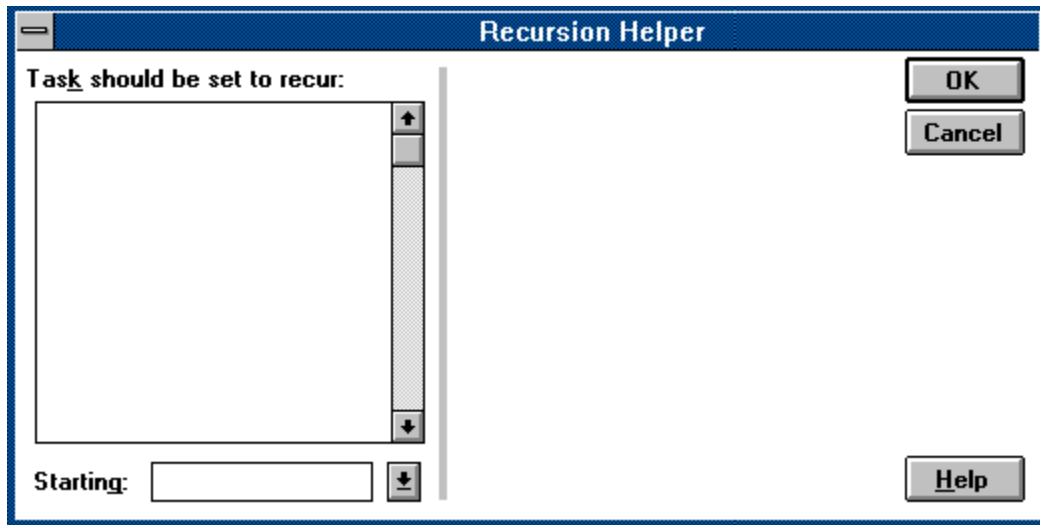 Recursion Helper
Task should be set to recur:
OK
Cancel
Starting:
Help